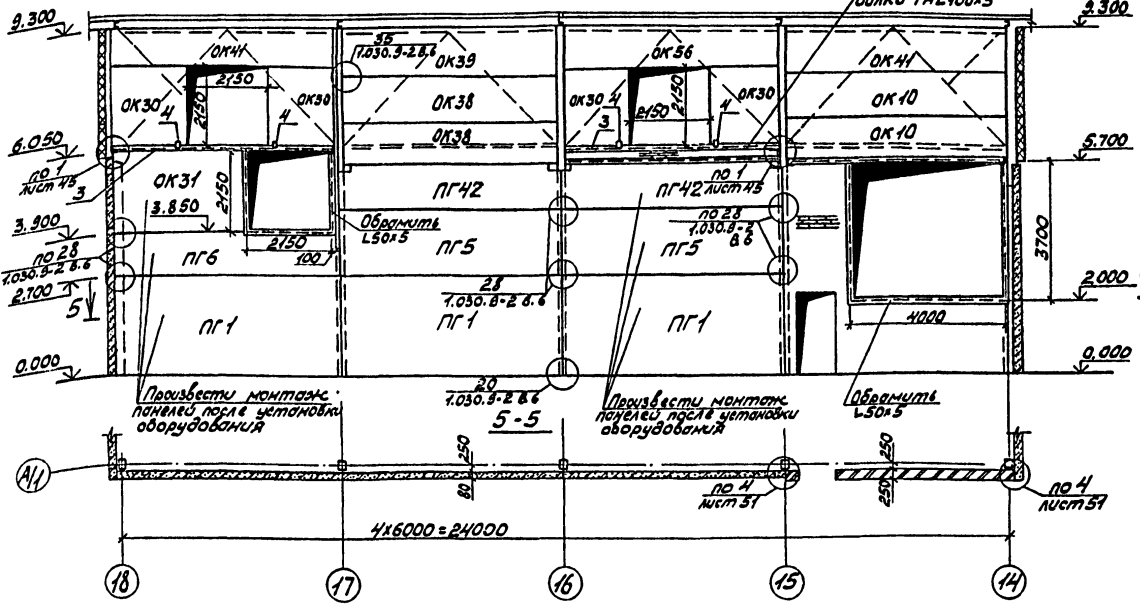 9.300
9.300
ОК41
35
1.030.9-2 В.6
ОК39
ОК56
ОК41
2150
2150
ОК30
4
4
ОК30
ОК38
ОК30
4
2150
2150
ОК30
4
ОК10
3
6.050
ОК38
ОК10
5.700
по 1
лист 45
3
ОК31
2150
ПГ42
ПГ42
по 1
лист 45
3.850
3.900
Обрамить
L50×5
по 28
1.030.9-2
В.6
2150
100
ПГ6
ПГ5
ПГ5
3700
по 28
1.030.9-2 В.6
2.700
5
28
1.030.9-2 В.6
2.000
ПГ1
ПГ1
ПГ1
4000
0.000
0.000
Произвести монтаж
панелей после установки
оборудования
20
1.030.9-2 В.6
Произвести монтаж
панелей после установки
оборудования
Обрамить
L50×5
5-5
А/1
250
80
250
250
по 4
лист 51
по 4
лист 51
4×6000=24000
18
17
16
15
14